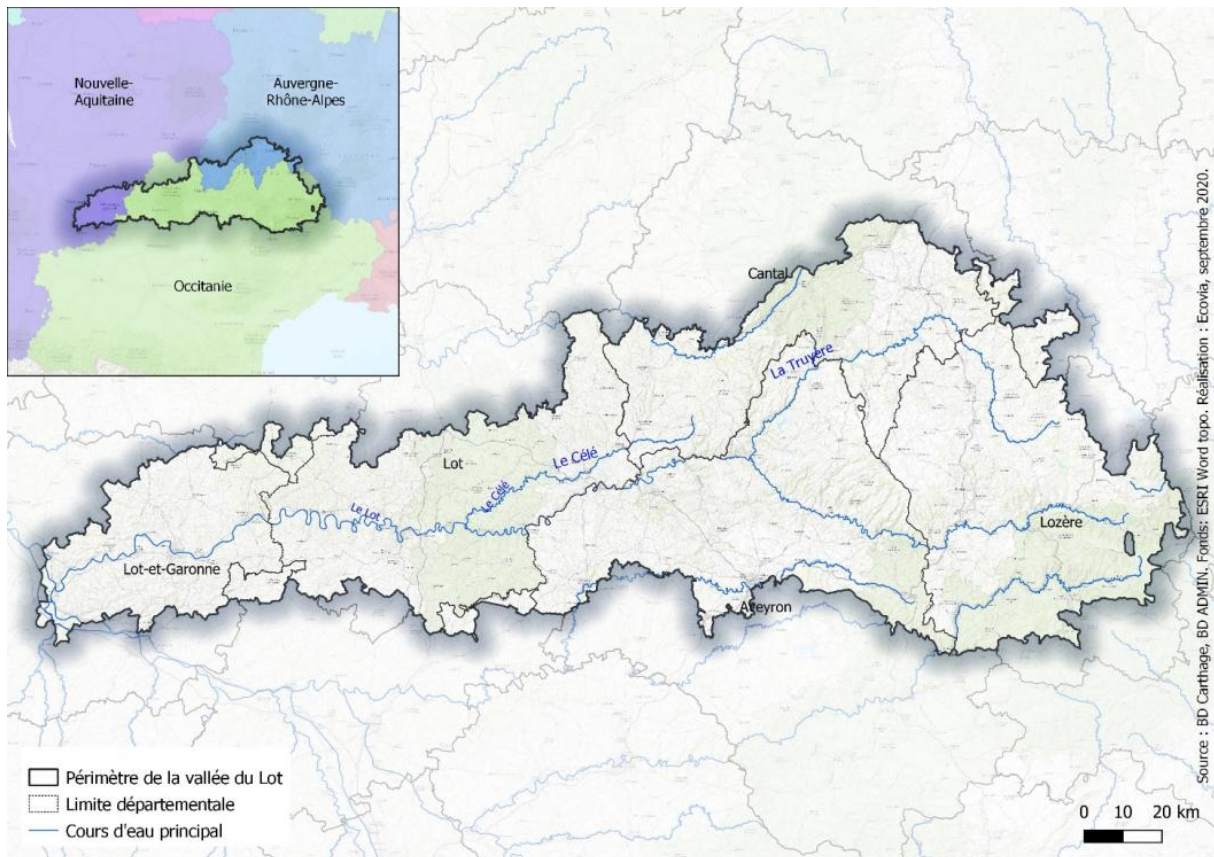 Nouvelle-
Aquitaine
Auvergne-
Rhône-Alpes
Occitanie
Cantal
La Truyère
Lot
Le Célé
Le Célé
Le Lot
Lozère
Lot-et-Garonne
Aveyron
Périmètre de la vallée du Lot
Limite départementale
Cours d'eau principal
0 10 20 km
Source : BD Carthage, BD ADMIN. Fonds: ESRI Word topo. Réalisation : Ecovia, septembre 2020.